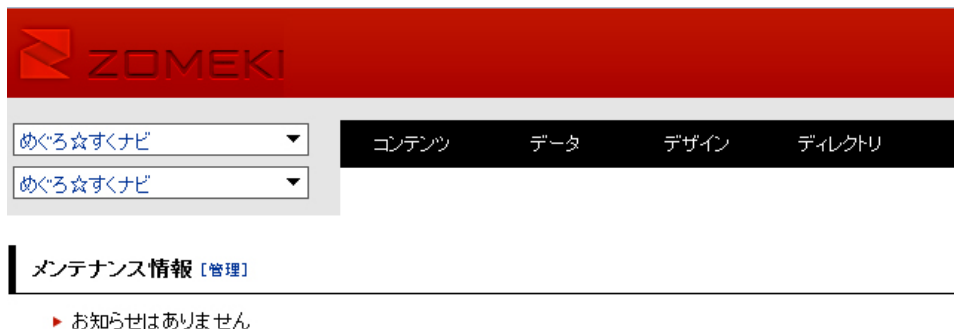 ZOMEKI
めぐろ☆すくナビ
コンテンツ データ デザイン ディレクトリ
めぐろ☆すくナビ
メンテナンス情報 [管理]
お知らせはありません